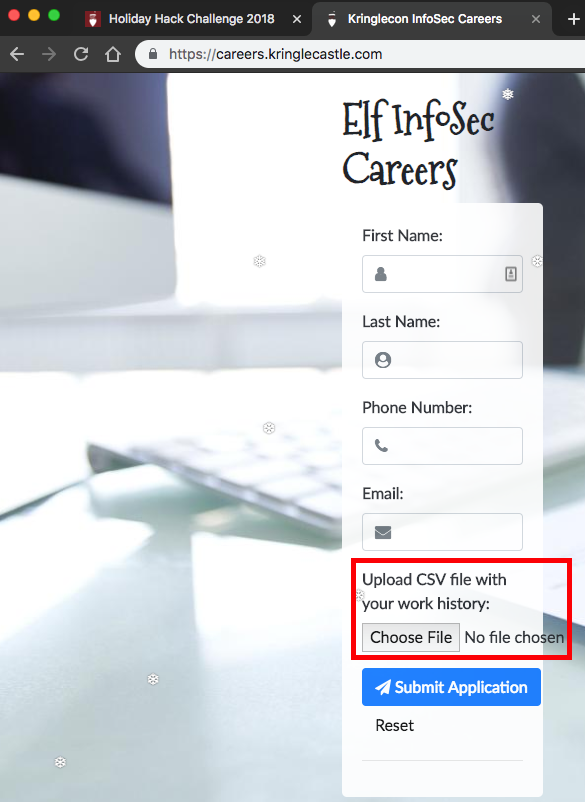 Holiday Hack Challenge 2018
Kringlecon InfoSec Careers
https://careers.kringlecastle.com
Elf InfoSec
Careers
First Name:
Last Name:
Phone Number:
Email:
Upload CSV file with
your work history:
Choose File No file chosen
Submit Application
Reset